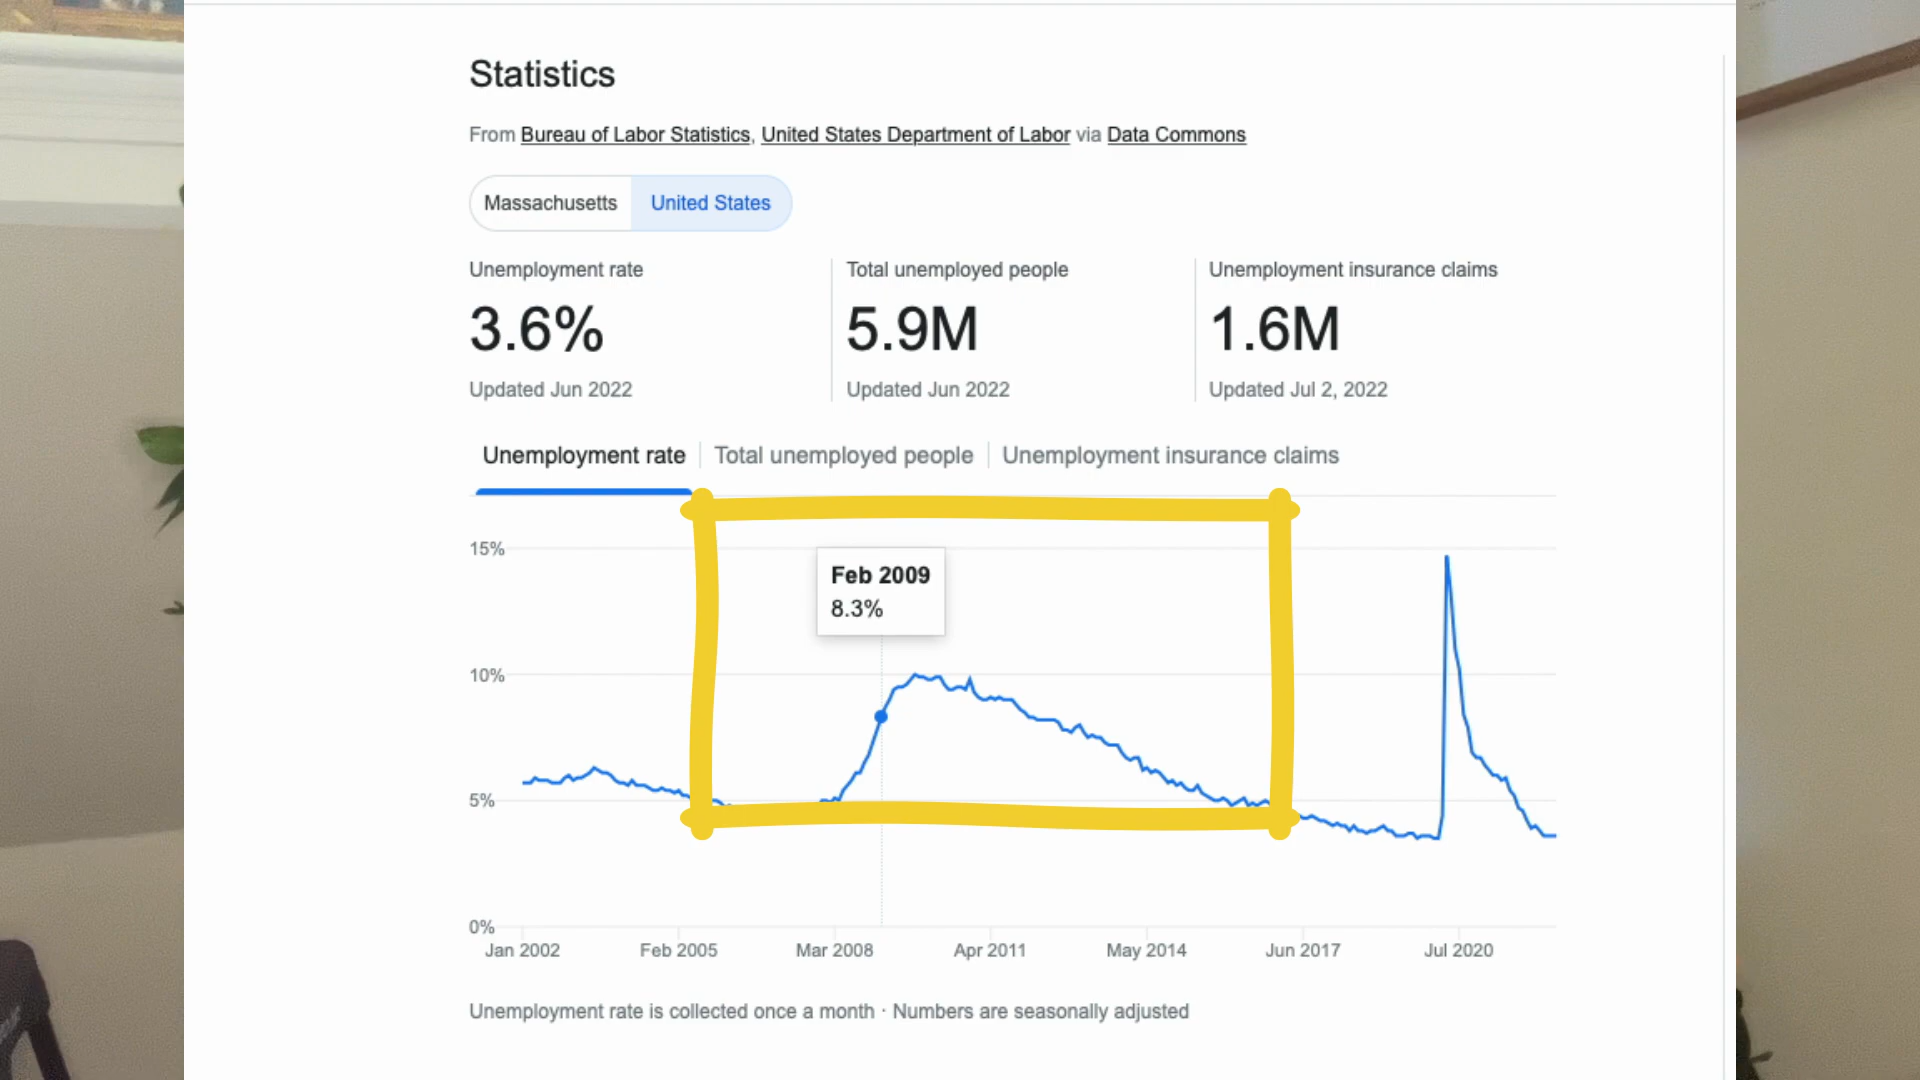 Statistics
From Bureau of Labor Statistics, United States Department of Labor via Data Commons
Massachusetts United States
Unemployment rate Total unemployed people Unemployment insurance claims
3.6% 5.9M 1.6M
Updated Jun 2022 Updated Jun 2022 Updated Jul 2, 2022
Unemployment rate Total unemployed people Unemployment insurance claims
15%
Feb 2009
8.3%
10%
5%
0%
Jan 2002 Feb 2005 Mar 2008 Apr 2011 May 2014 Jun 2017 Jul 2020
Unemployment rate is collected once a month · Numbers are seasonally adjusted